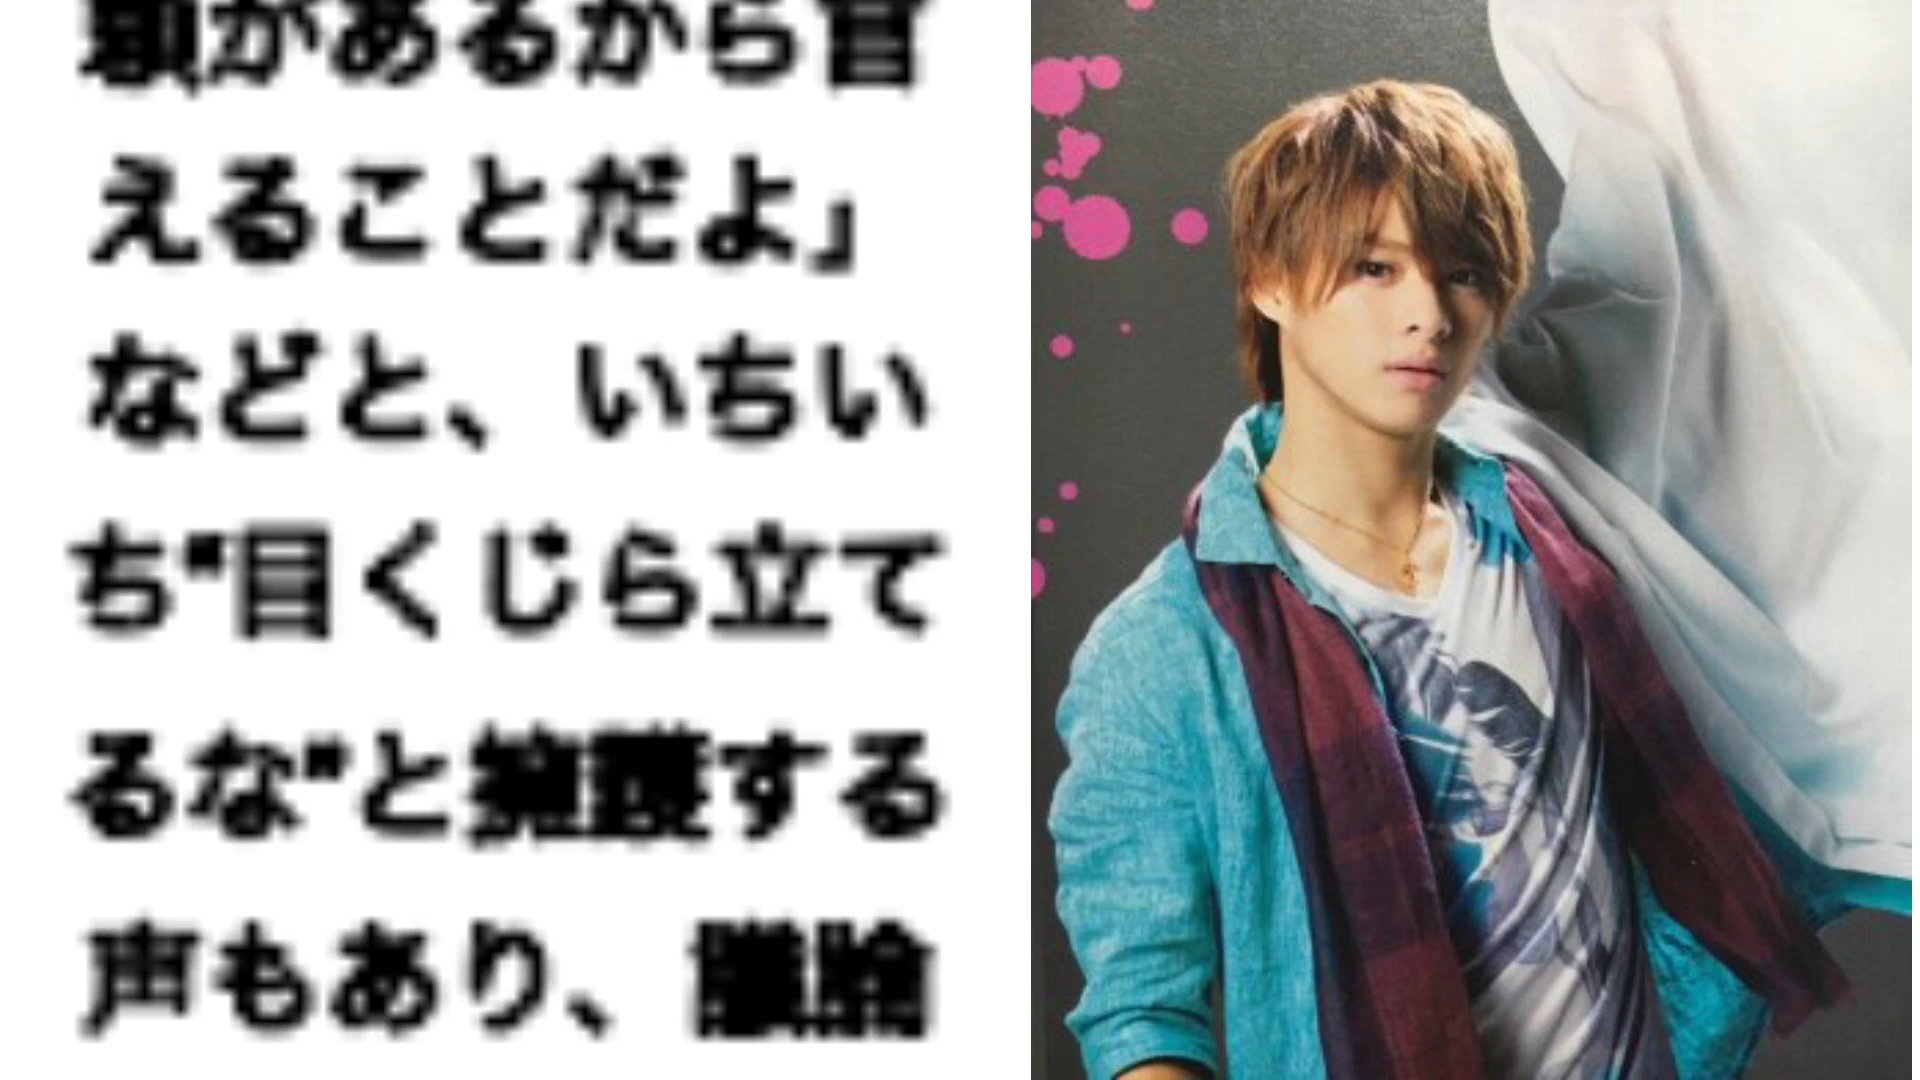 があるから言
えることだよ」
などと、いちい
ち"目くじら立て
るな"と擁護する
声もあり、議論